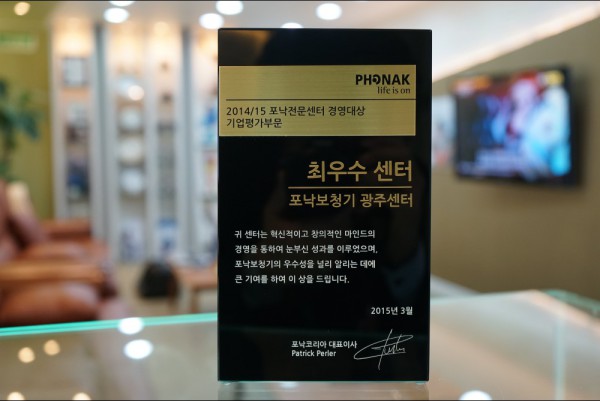 PHONAK
life is on
2014/15 포낙전문센터 경영대상
기업평가부문
최우수 센터
포낙보청기 광주센터
귀 센터는 혁신적이고 창의적인 마인드의
경영을 통하여 눈부신 성과를 이루었으며,
포낙보청기의 우수성을 널리 알리는 데에
큰 기여를 하여 이 상을 드립니다.
2015년 3월
포낙코리아 대표이사
Patrick Perler